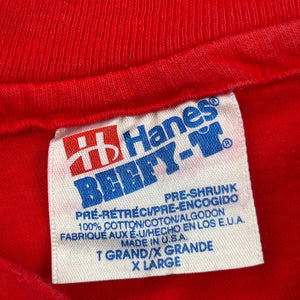 H Hanes®
BEEFY-T®
PRE-SHRUNK
PRÉ-RÉTRÉCI/PRE-ENCOGIDO
100% COTTON/COTON/ALGODON
FABRIQUE AUX É-U/HECHO EN LOS E.U.A.
MADE IN U.S.A.
T GRAND/X GRANDE
X LARGE